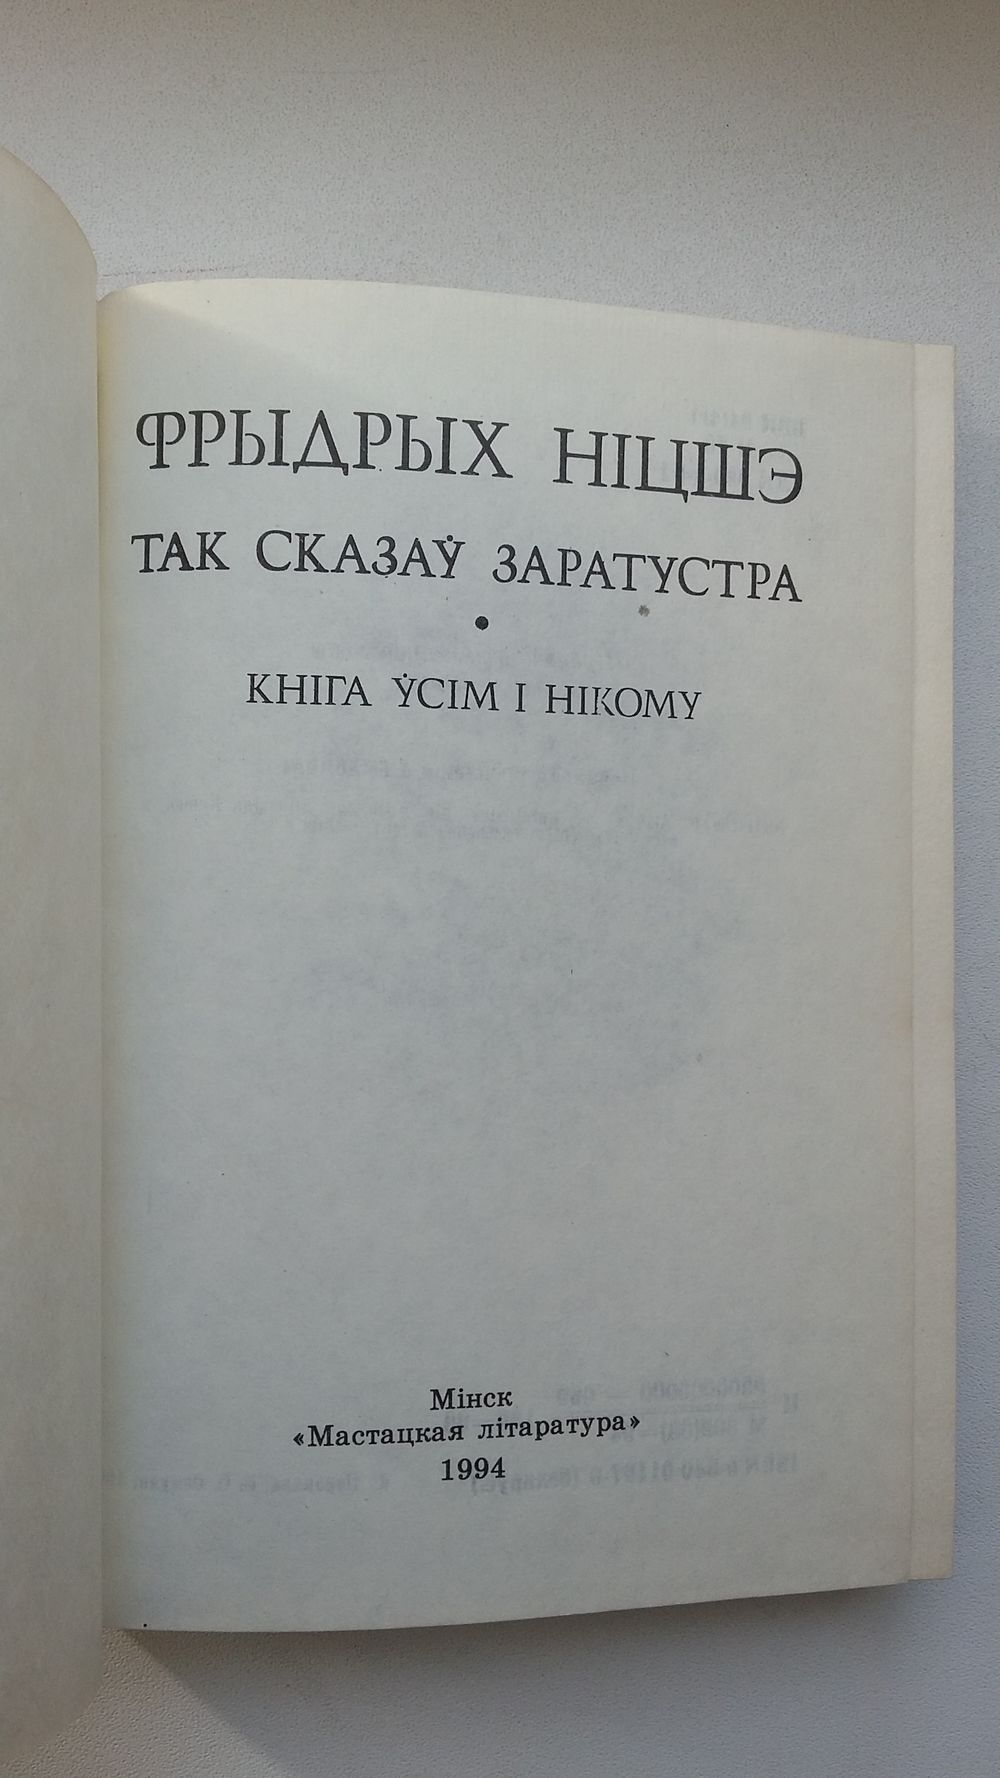 ФРЫДРЫХ НІЦШЭ
ТАК СКАЗАЎ ЗАРАТУСТРА
•
КНІГА ЎСІМ І НІКОМУ
Мінск
«Мастацкая літаратура»
1994